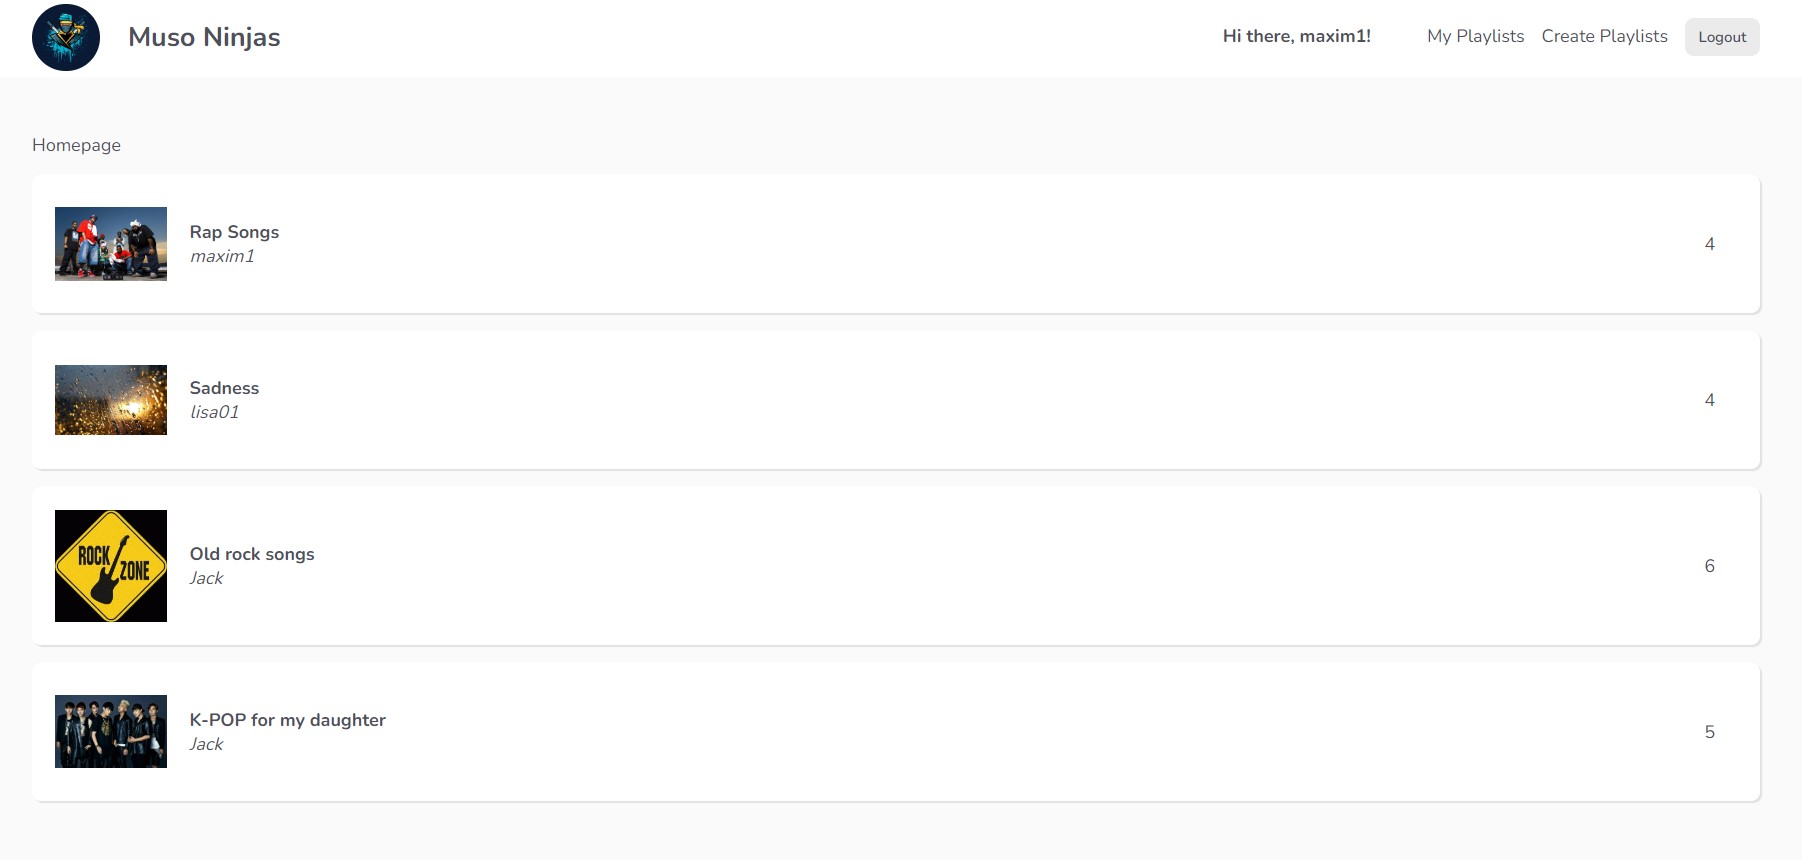 Muso Ninjas
Hi there, maxim1!
My Playlists
Create Playlists
Logout
Homepage
Rap Songs
maxim1
4
Sadness
lisa01
4
ROCK
ZONE
Old rock songs
Jack
6
K-POP for my daughter
Jack
5